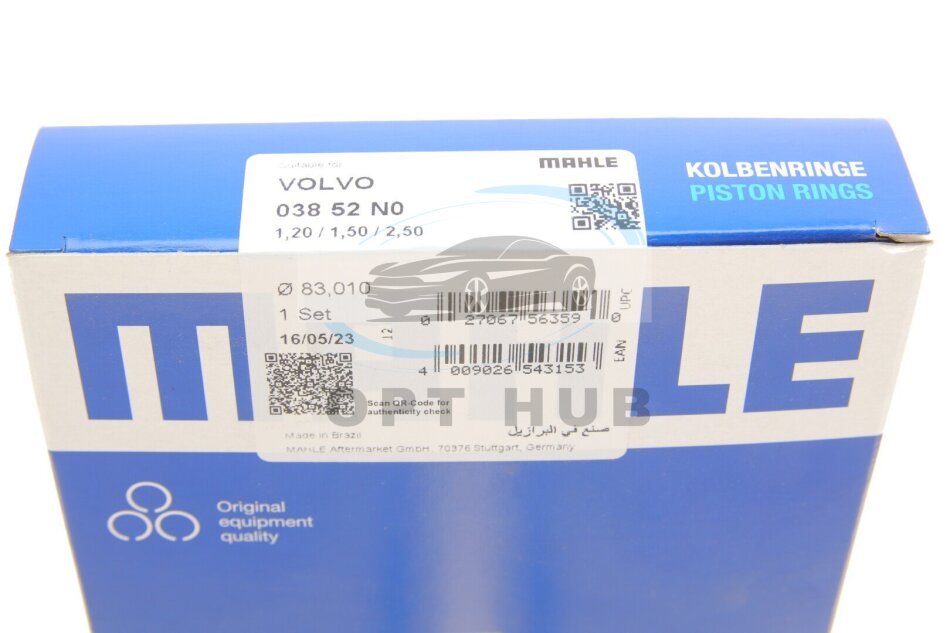 Suitable for
MAHLE
VOLVO
038 52 N0
1,20 / 1,50 / 2,50
KOLBENRINGE
PISTON RINGS
Ø 83,010
1 Set
16/05/23
12
0 27067 56359 0
UPC
4 009026 543153
EAN
Scan QR-Code for
authenticity check
OPT HUB
صنع في البرازيل
Made in Brazil
MAHLE Aftermarket GmbH, 70376 Stuttgart, Germany
Original
equipment
quality